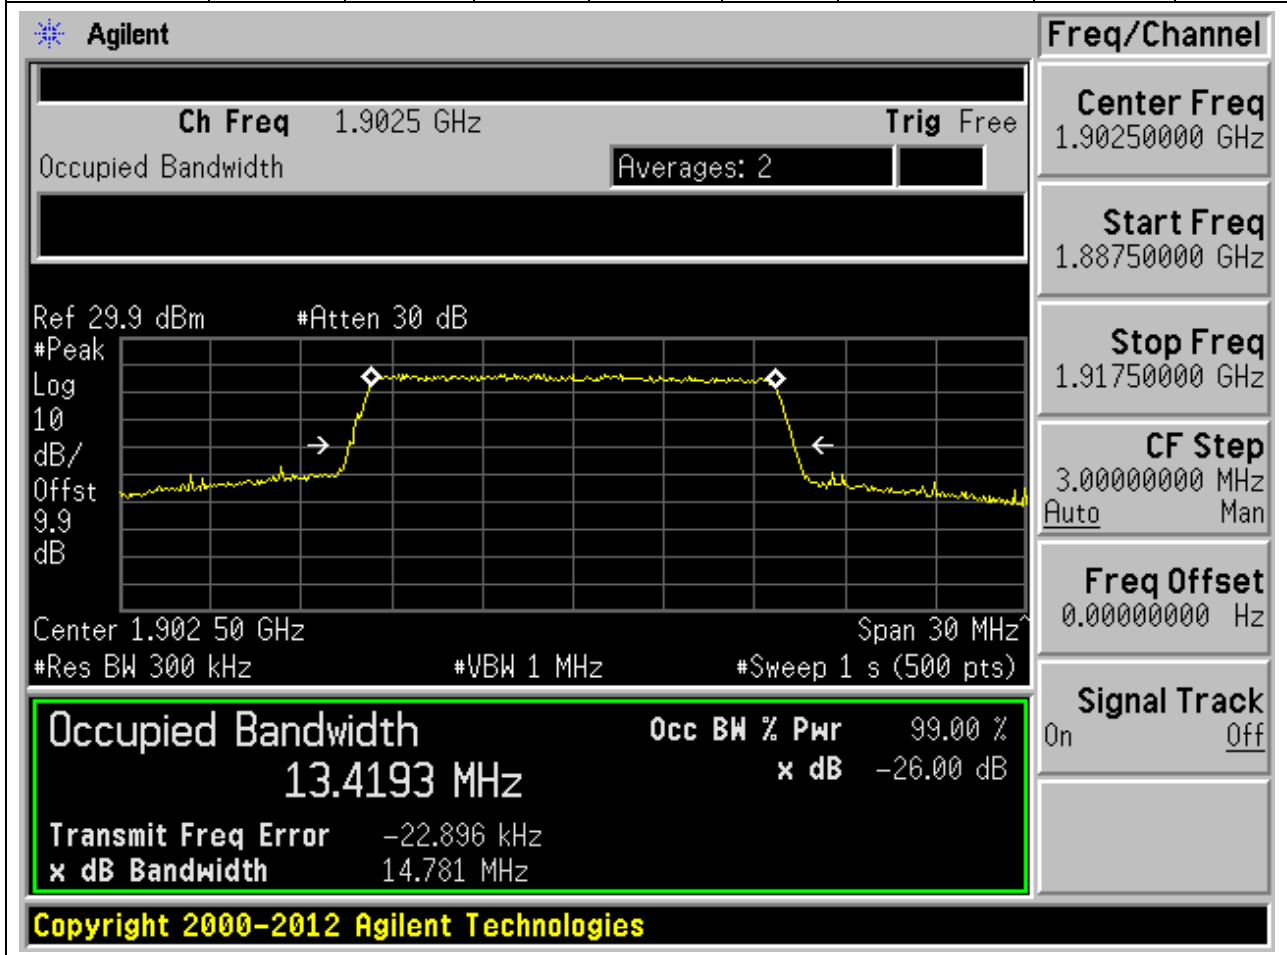 Agilent
Freq/Channel
Ch Freq 1.9025 GHz Trig Free
Occupied Bandwidth Averages: 2
Center Freq
1.90250000 GHz
Start Freq
1.88750000 GHz
Stop Freq
1.91750000 GHz
CF Step
3.00000000 MHz
Auto Man
Freq Offset
0.00000000 Hz
Signal Track
On Off
Ref 29.9 dBm #Atten 30 dB
#Peak
Log
10
dB/
Offst
9.9
dB
Center 1.902 50 GHz Span 30 MHz^
#Res BW 300 kHz #VBW 1 MHz #Sweep 1 s (500 pts)
Occupied Bandwidth
13.4193 MHz
Occ BW % Pwr 99.00 %
x dB -26.00 dB
Transmit Freq Error -22.896 kHz
x dB Bandwidth 14.781 MHz
Copyright 2000-2012 Agilent Technologies